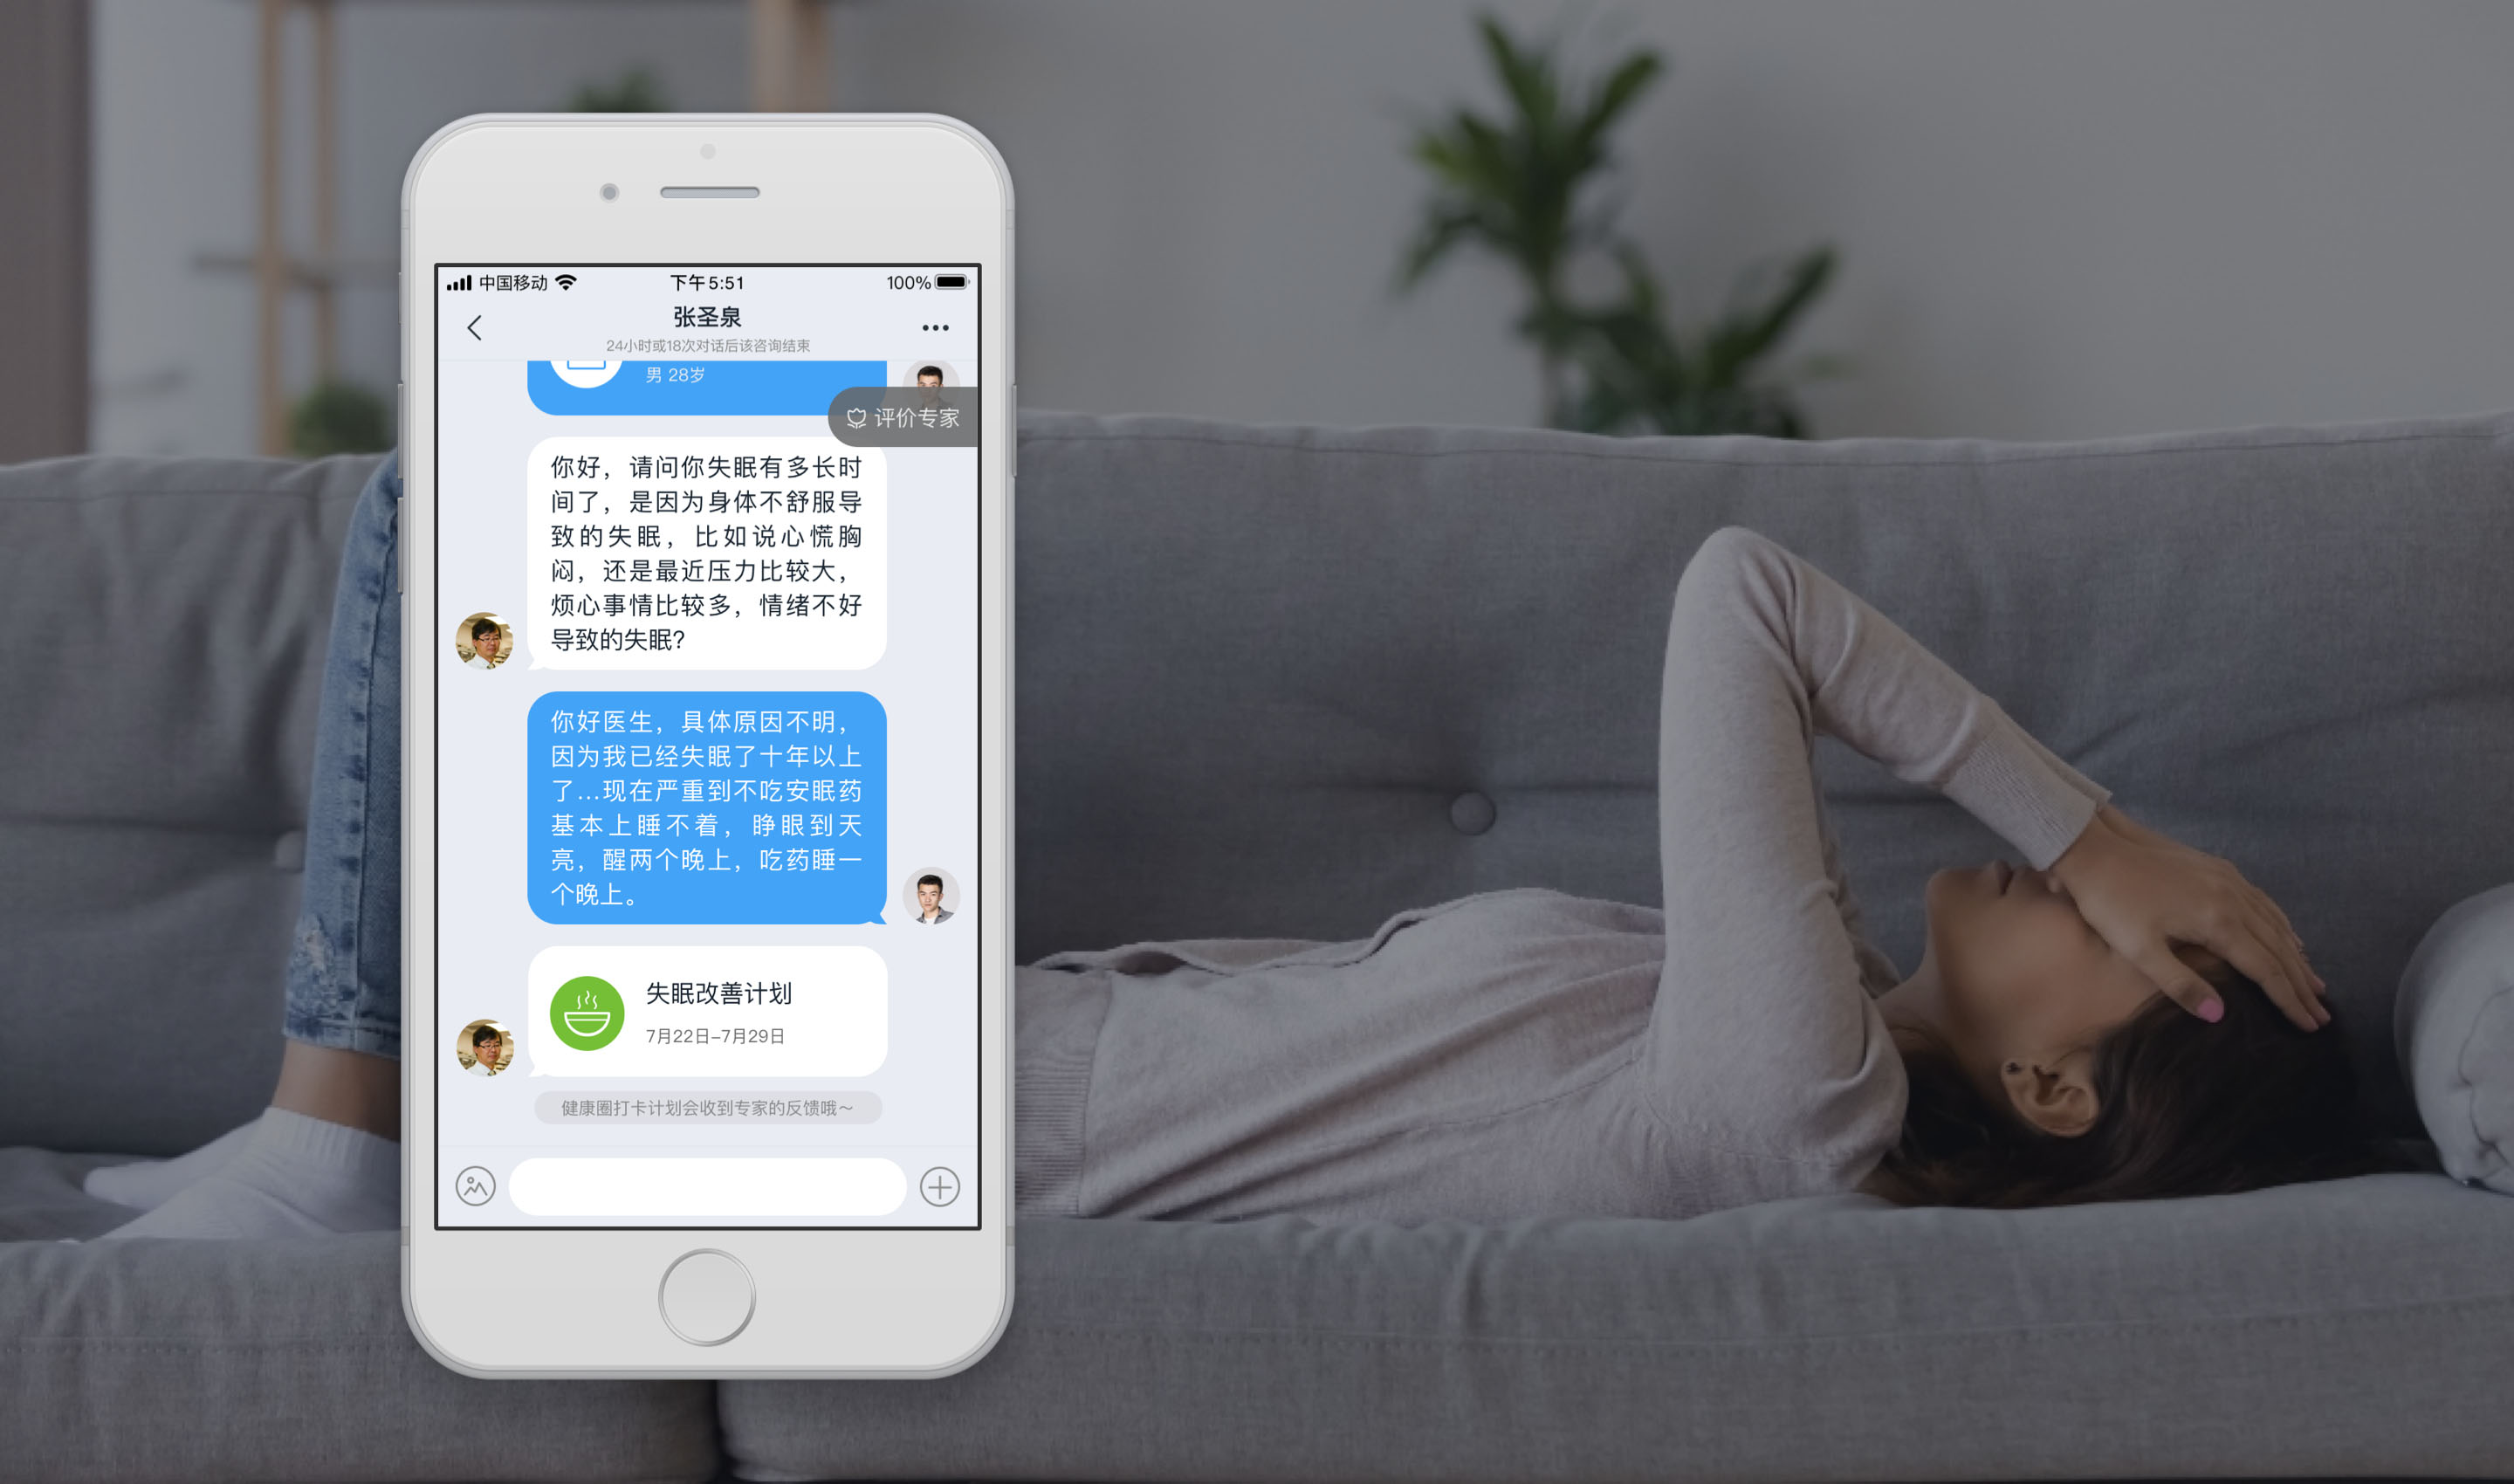 中国移动
下午5:51
100%
张圣泉
24小时或18次对话后该咨询结束
男 28岁
评价专家
你好，请问你失眠有多长时
间了，是因为身体不舒服导
致的失眠，比如说心慌胸
闷，还是最近压力比较大，
烦心事情比较多，情绪不好
导致的失眠?
你好医生，具体原因不明，
因为我已经失眠了十年以上
了...现在严重到不吃安眠药
基本上睡不着，睁眼到天
亮，醒两个晚上，吃药睡一
个晚上。
失眠改善计划
7月22日–7月29日
健康圈打卡计划会收到专家的反馈哦～